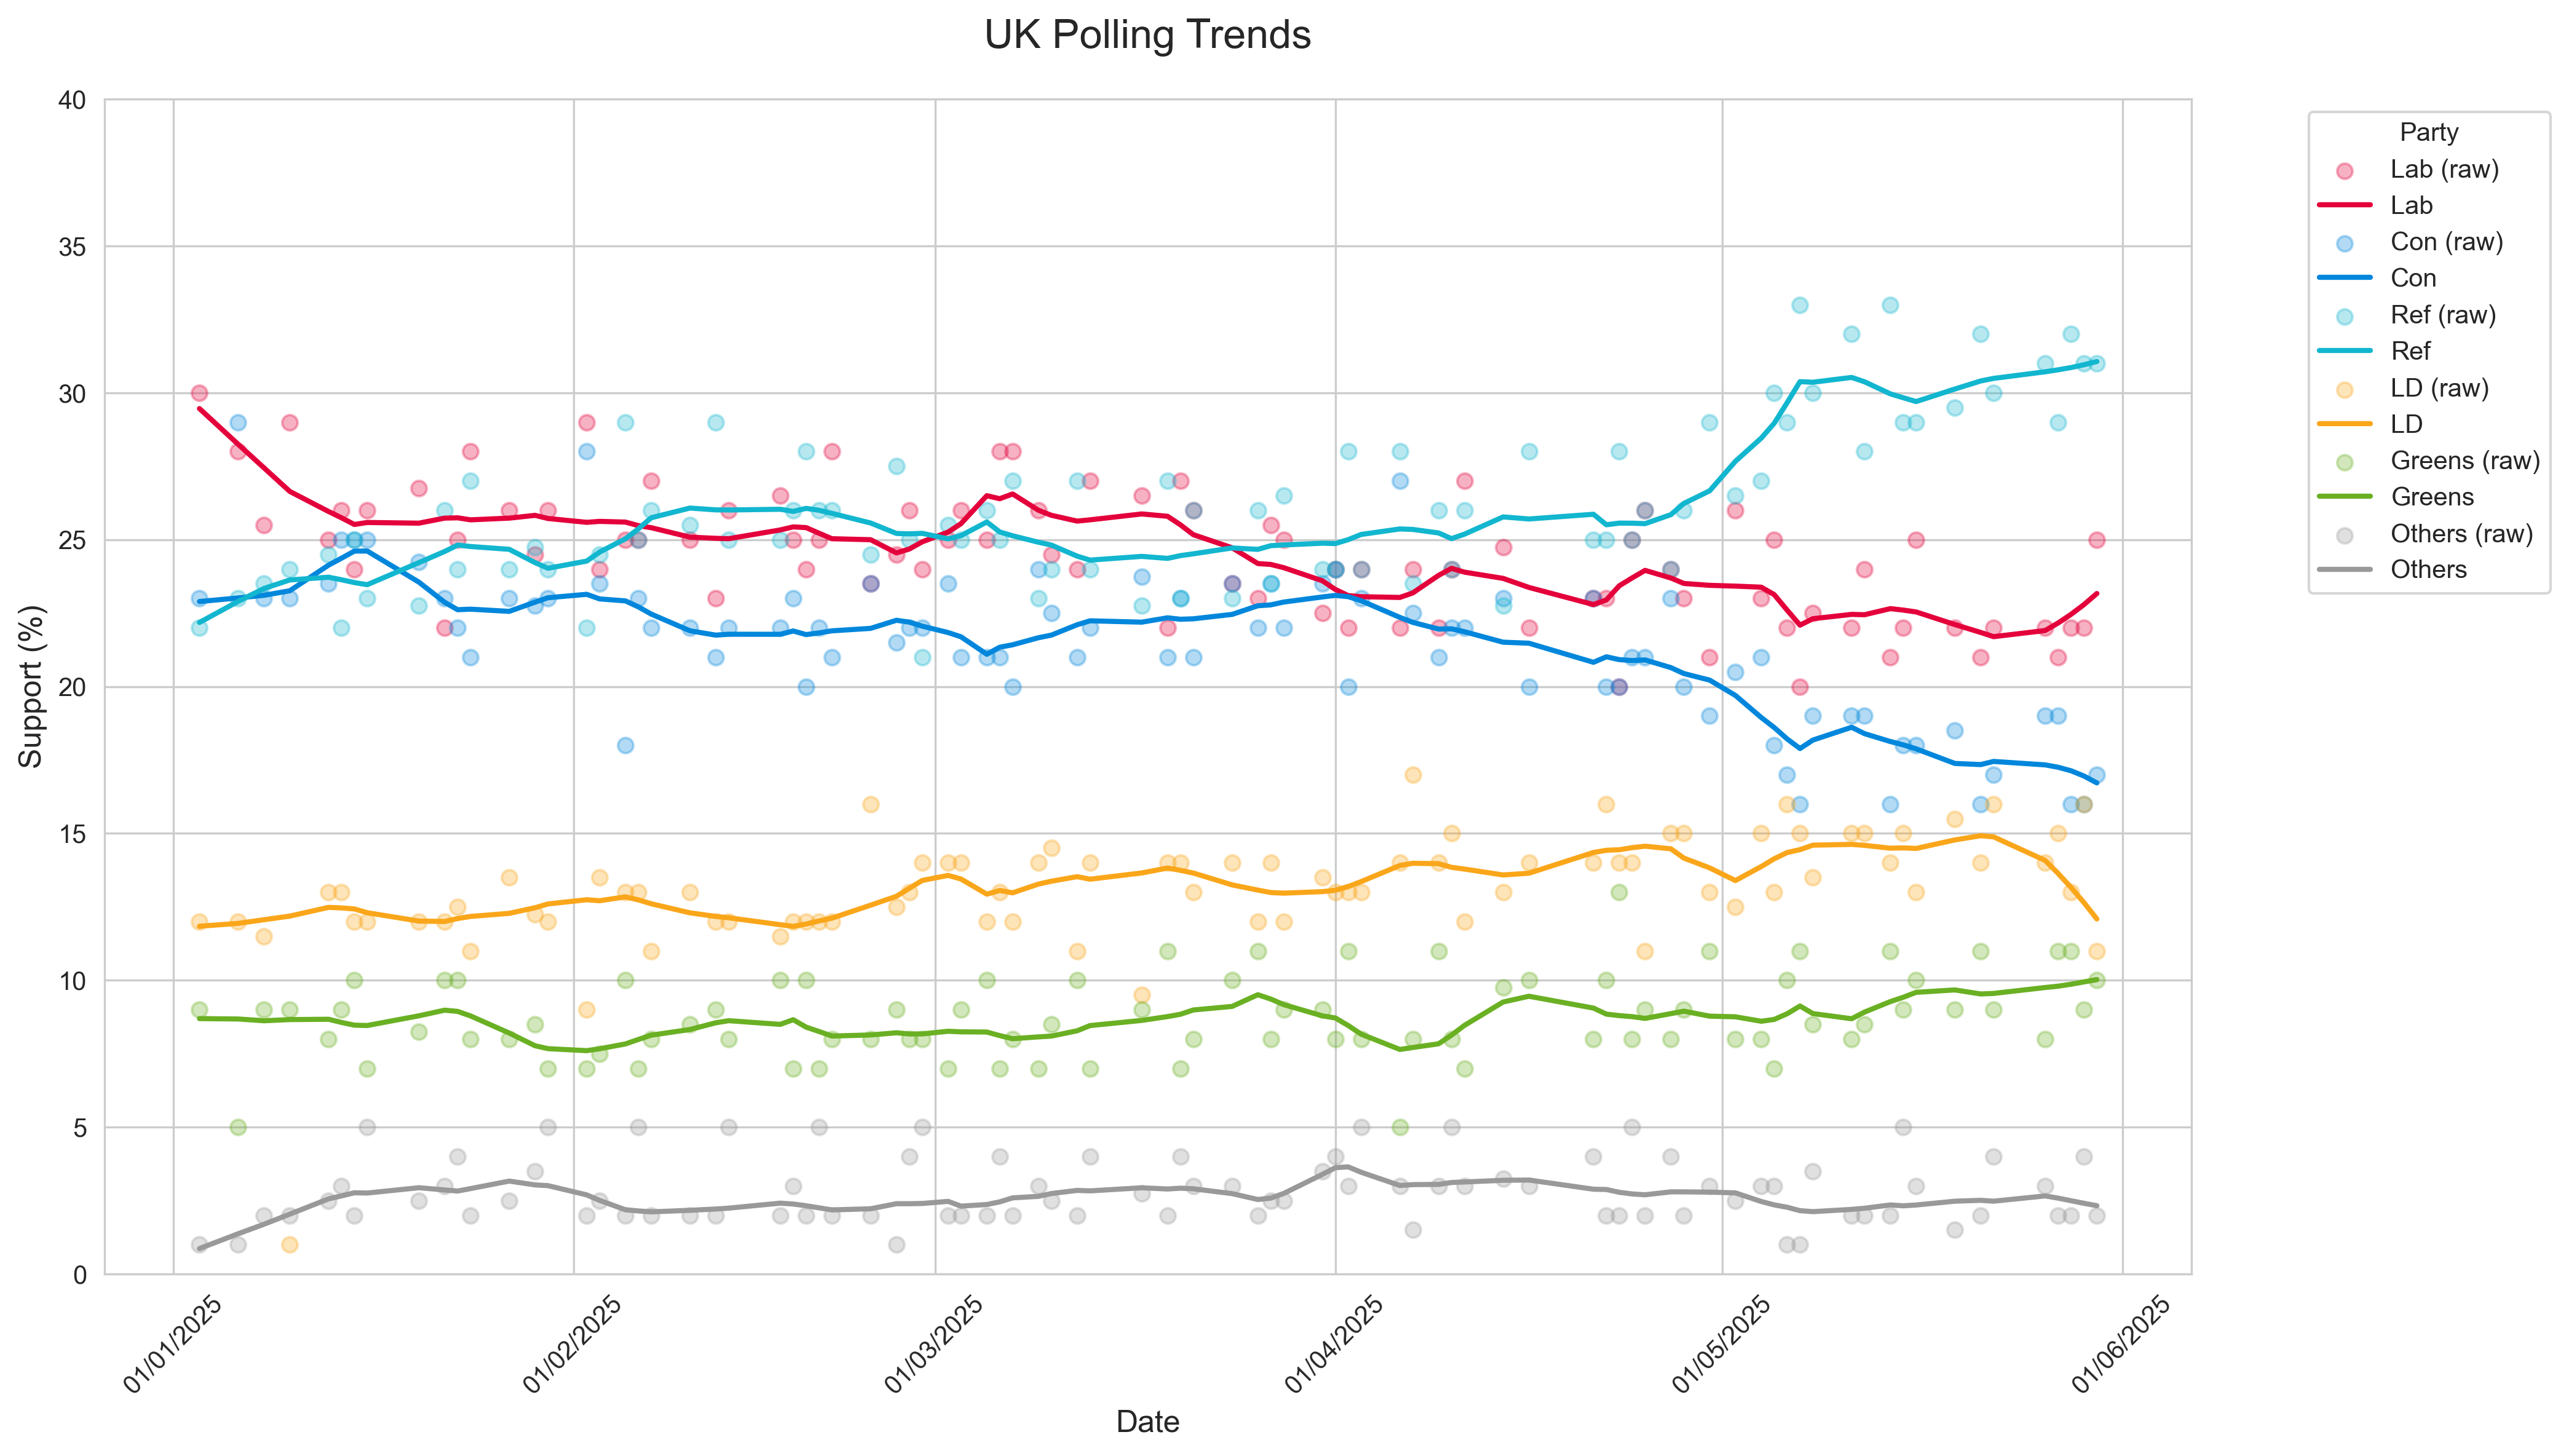 UK Polling Trends
40
35
30
25
20
15
10
5
0
Support (%)
01/01/2025
01/02/2025
01/03/2025
01/04/2025
01/05/2025
01/06/2025
Date
Party
Lab (raw)
Lab
Con (raw)
Con
Ref (raw)
Ref
LD (raw)
LD
Greens (raw)
Greens
Others (raw)
Others